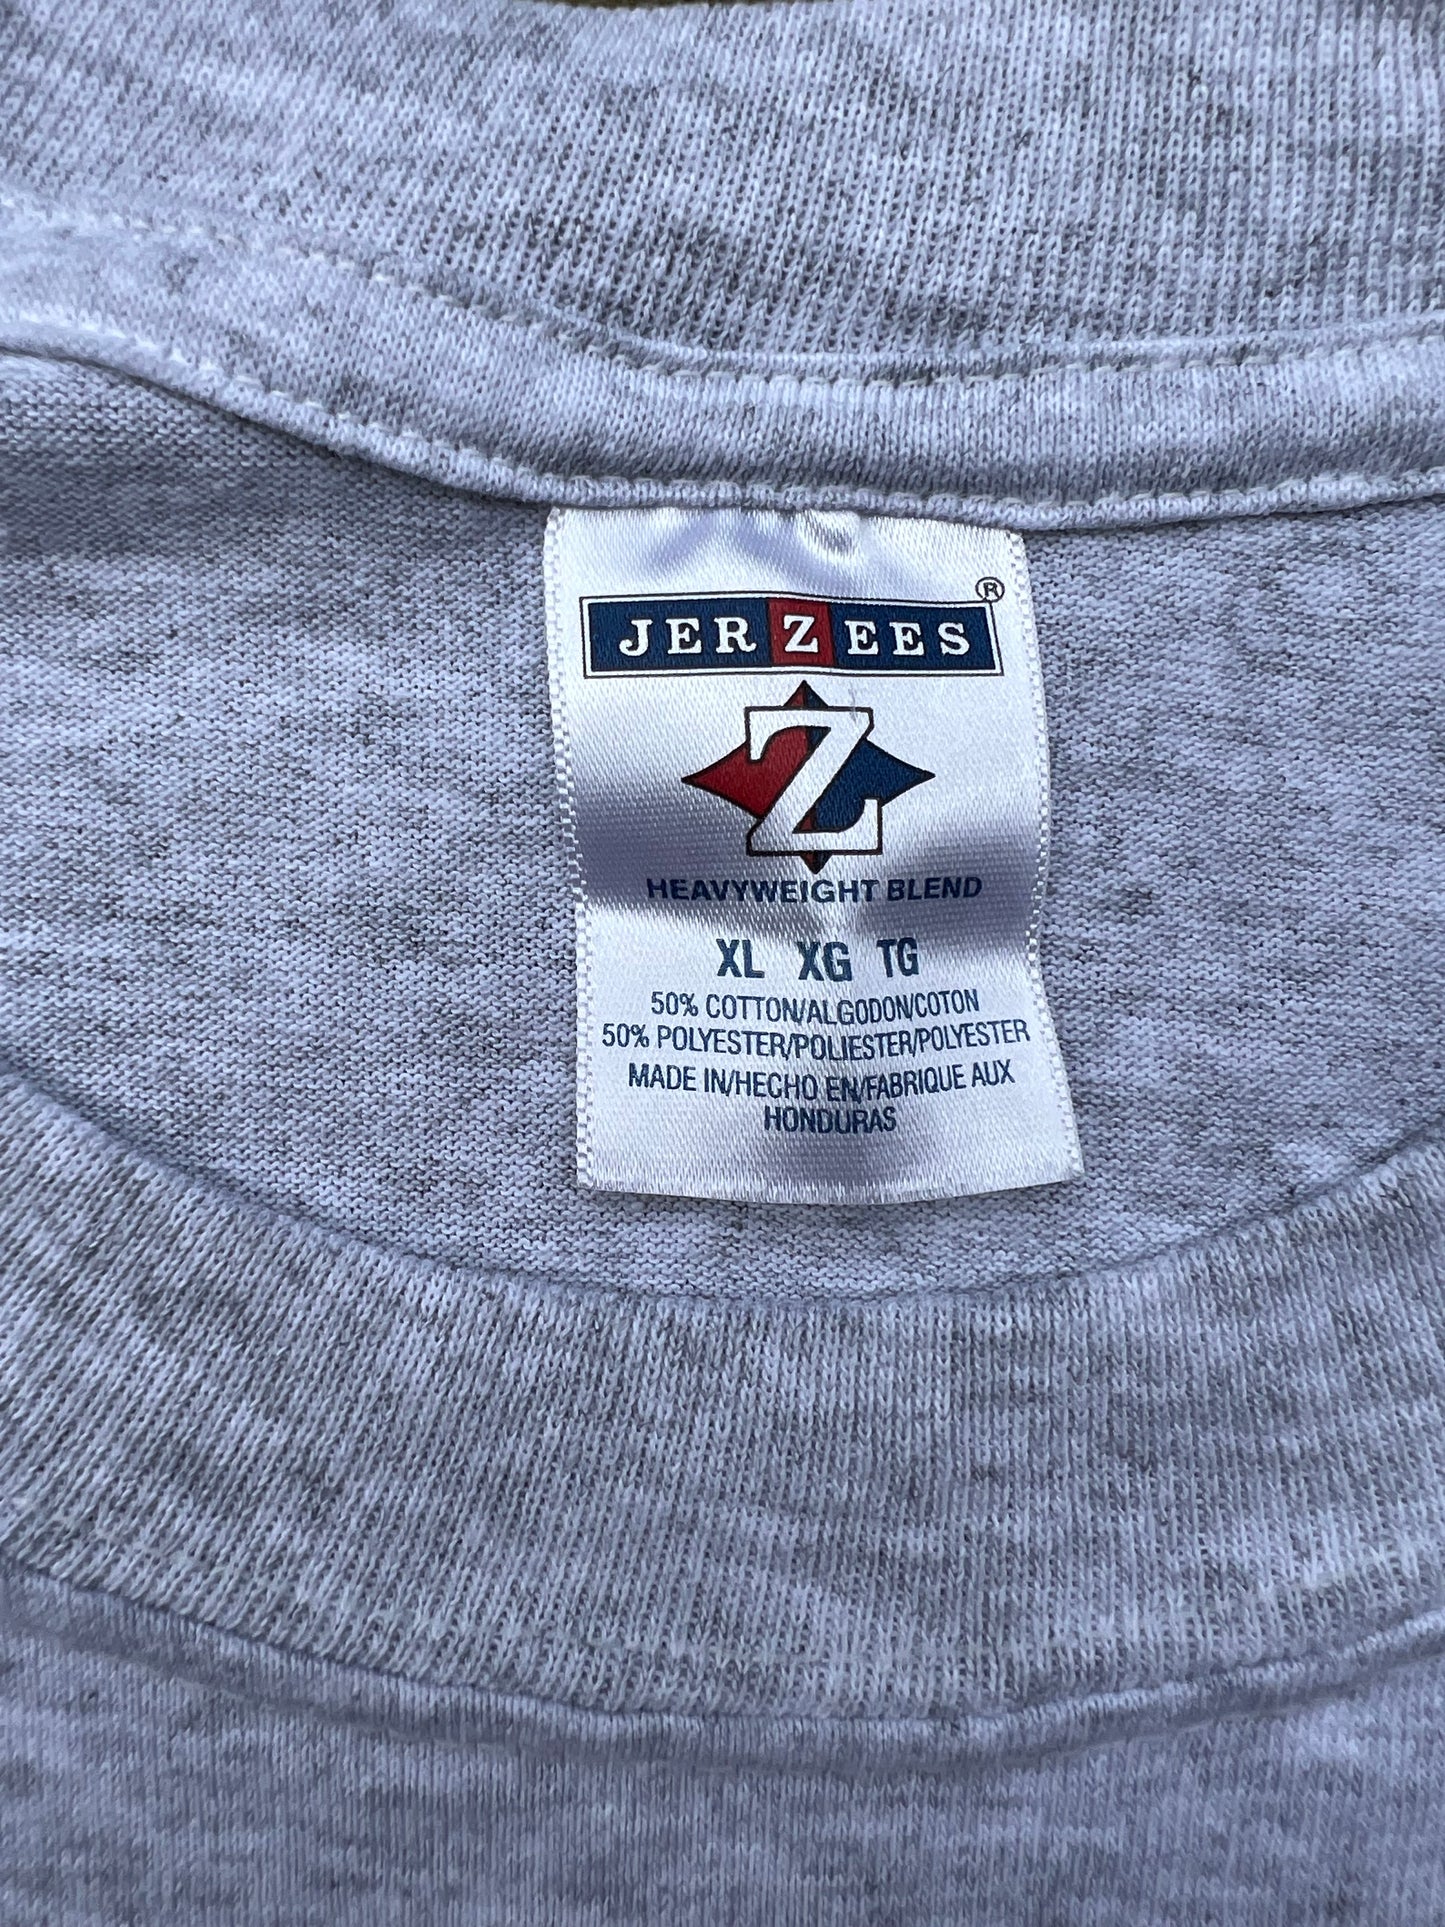 JERZEES®
Z
HEAVYWEIGHT BLEND
XL XG TG
50% COTTON/ALGODON/COTON
50% POLYESTER/POLIESTER/POLYESTER
MADE IN/HECHO EN/FABRIQUE AUX
HONDURAS